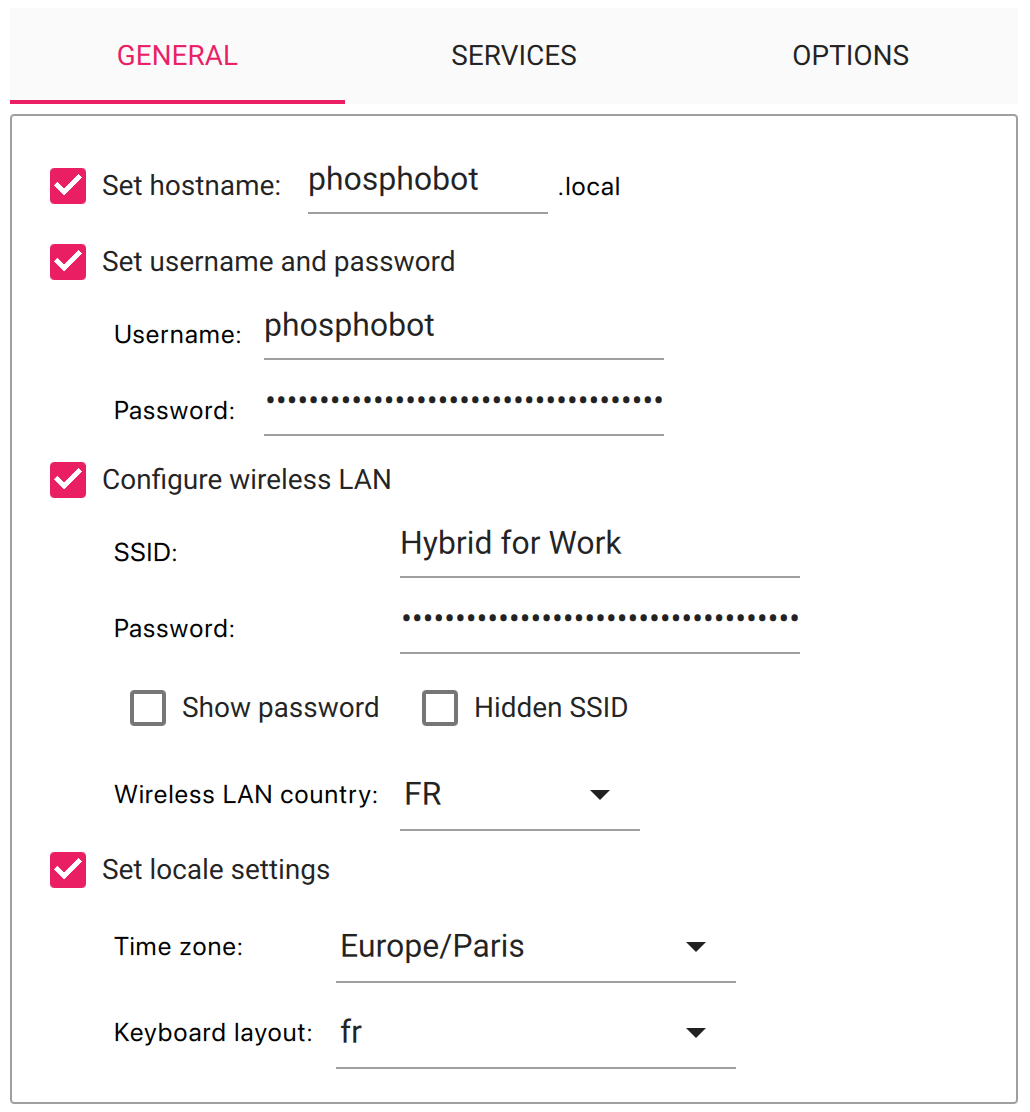 GENERAL SERVICES OPTIONS
Set hostname: phosphobot .local
Set username and password
Username: phosphobot
Password: •••••••••••••••••••••••••••••••••••••
Configure wireless LAN
SSID: Hybrid for Work
Password: •••••••••••••••••••••••••••••••••••••
Show password Hidden SSID
Wireless LAN country: FR
Set locale settings
Time zone: Europe/Paris
Keyboard layout: fr